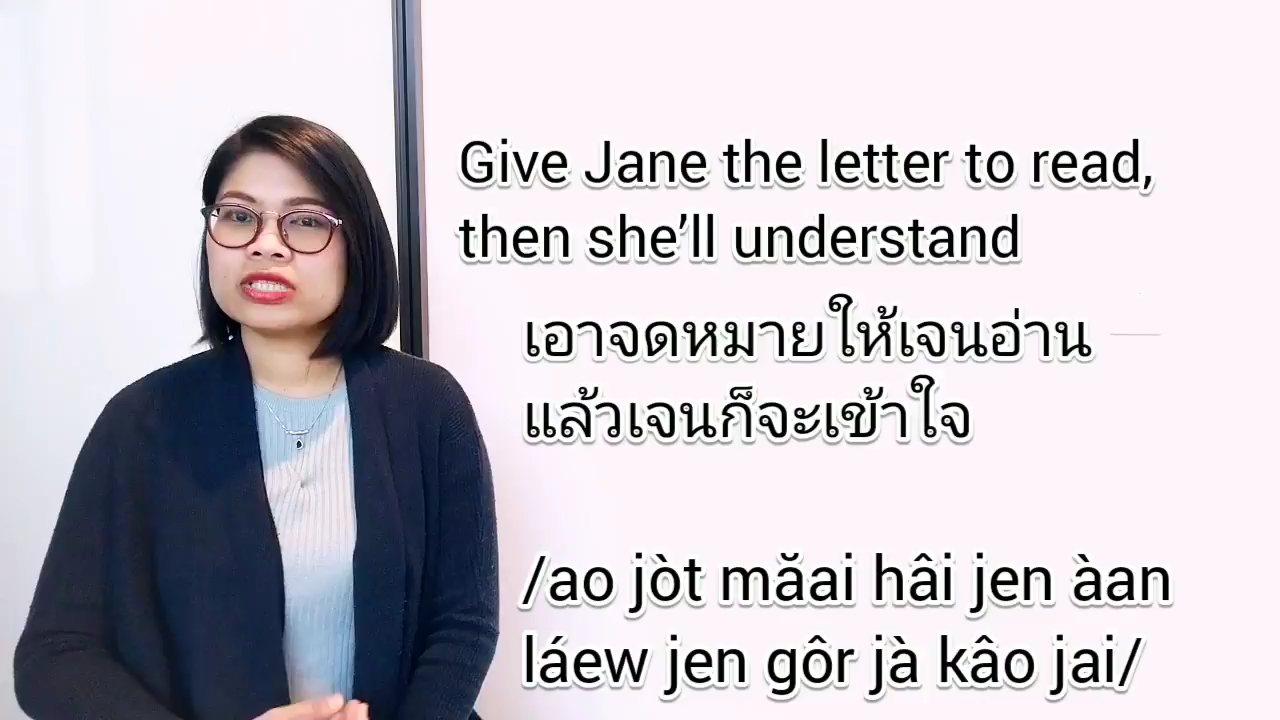 Give Jane the letter to read,
then she’ll understand
เอาจดหมายให้เจนอ่าน
แล้วเจนก็จะเข้าใจ
/ao jòt măai hâi jen àan
láew jen gôr jà kâo jai/